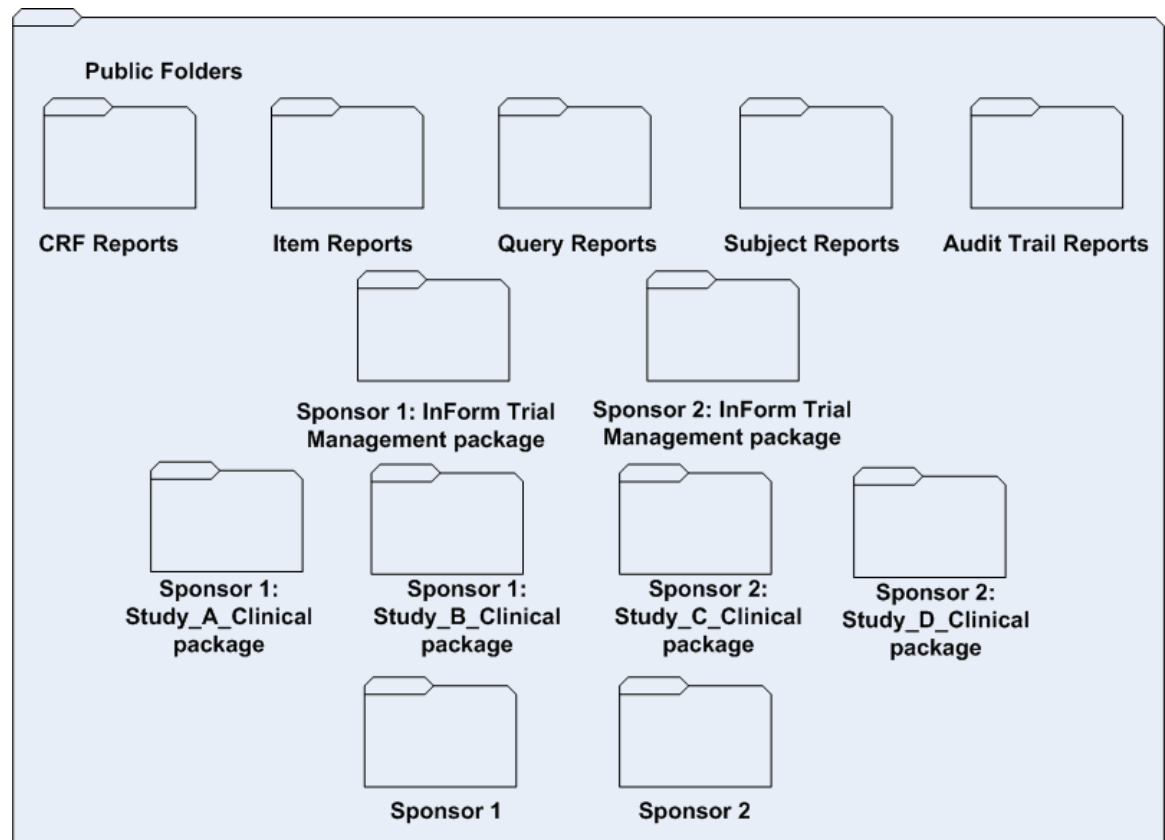 Public Folders
CRF Reports
Item Reports
Query Reports
Subject Reports
Audit Trail Reports
Sponsor 1: InForm Trial
Management package
Sponsor 2: InForm Trial
Management package
Sponsor 1:
Study_A_Clinical
package
Sponsor 1:
Study_B_Clinical
package
Sponsor 2:
Study_C_Clinical
package
Sponsor 2:
Study_D_Clinical
package
Sponsor 1
Sponsor 2